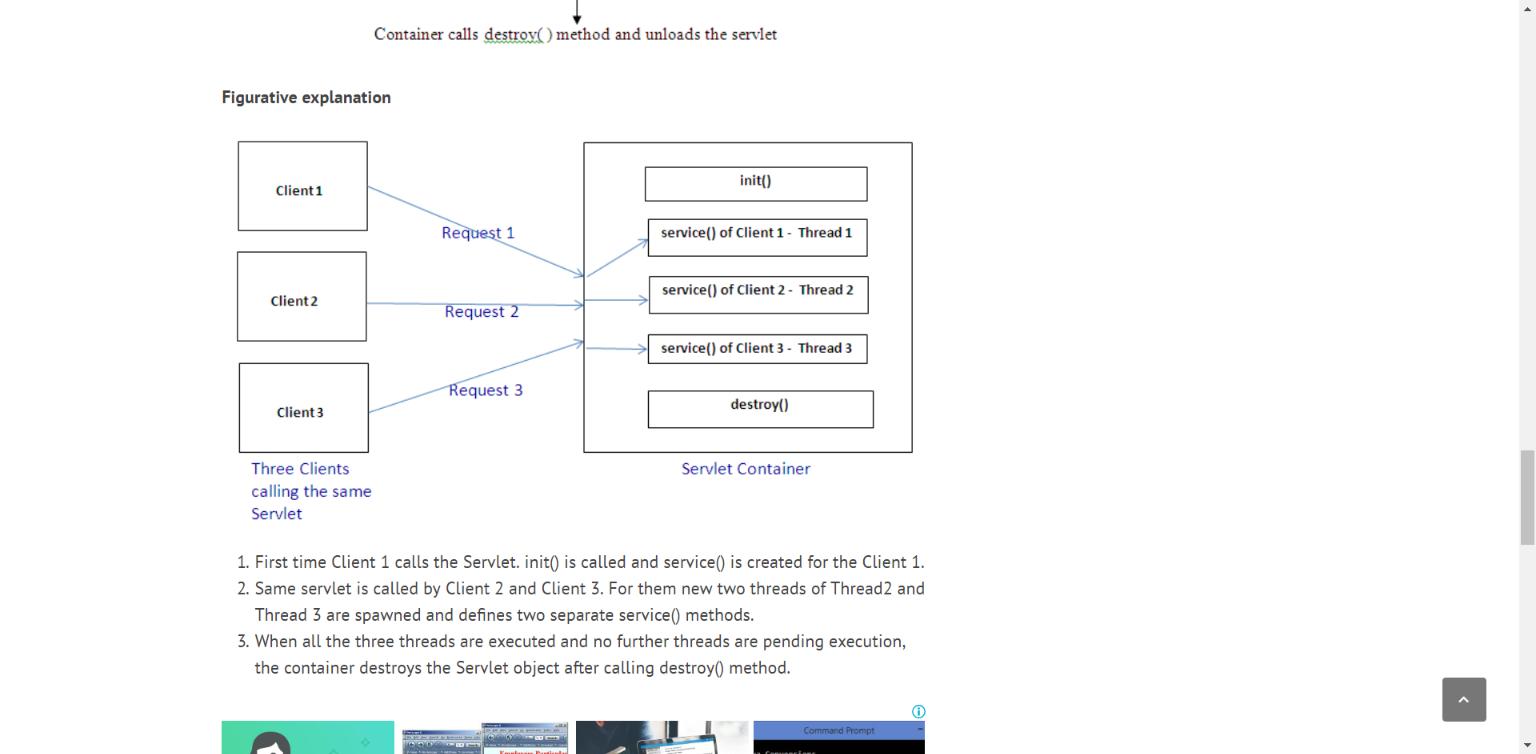 Container calls destroy( ) method and unloads the servlet
Figurative explanation
Client1
Client2
Client3
Request 1
Request 2
Request 3
init()
service() of Client 1 - Thread 1
service() of Client 2 - Thread 2
service() of Client 3 - Thread 3
destroy()
Three Clients
calling the same
Servlet
Servlet Container
1. First time Client 1 calls the Servlet. init() is called and service() is created for the Client 1.
2. Same servlet is called by Client 2 and Client 3. For them new two threads of Thread2 and
Thread 3 are spawned and defines two separate service() methods.
3. When all the three threads are executed and no further threads are pending execution,
the container destroys the Servlet object after calling destroy() method.
Command Prompt